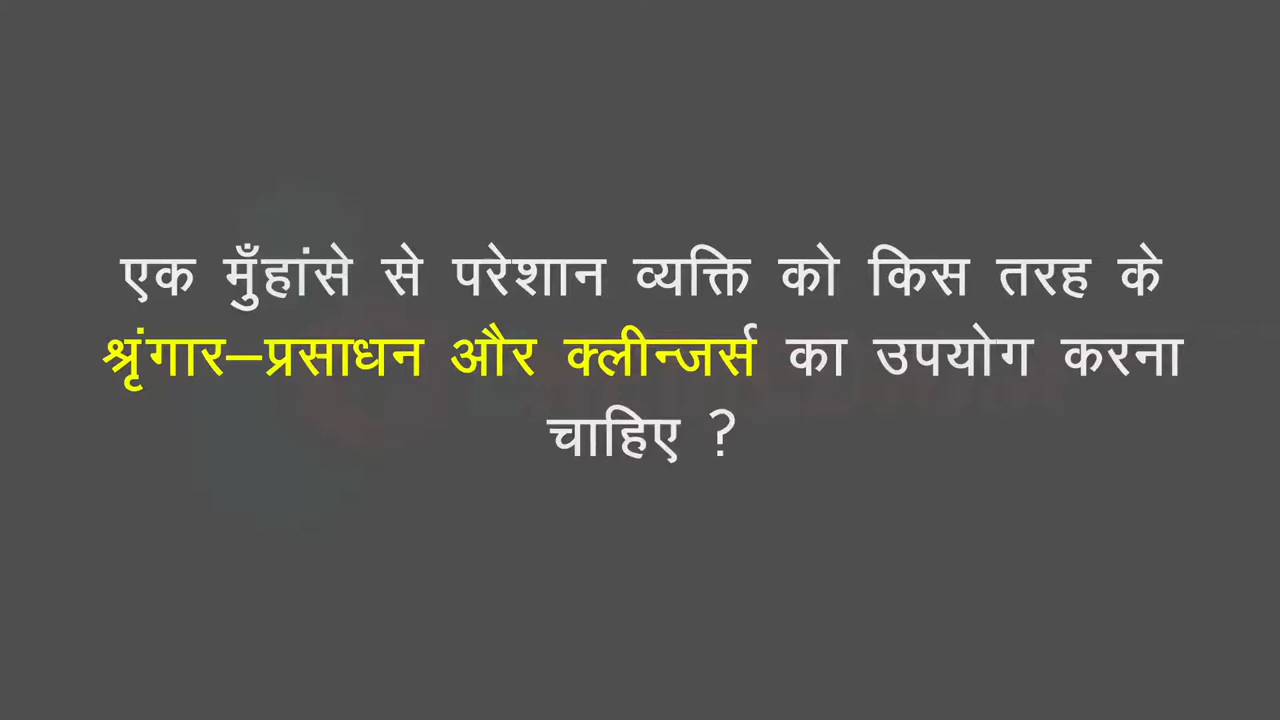 एक मुँहांसे से परेशान व्यक्ति को किस तरह के
श्रृंगार–प्रसाधन और क्लीन्जर्स का उपयोग करना
चाहिए ?